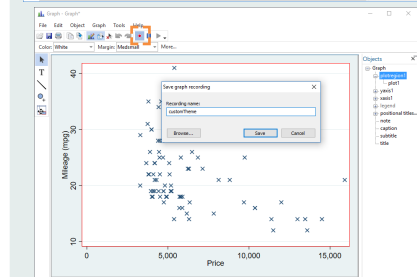 Graph - Graph*
File Edit Object Graph Tools Help
Color: White Margin: Medsmall More...
Objects
Graph
plotregion1
plot1
yaxis1
xaxis1
legend
positional titles...
note
caption
subtitle
title
T
Save graph recording
Recording name:
customTheme
Browse... Save Cancel
Mileage (mpg)
40
30
20
10
0 5,000 10,000 15,000
Price